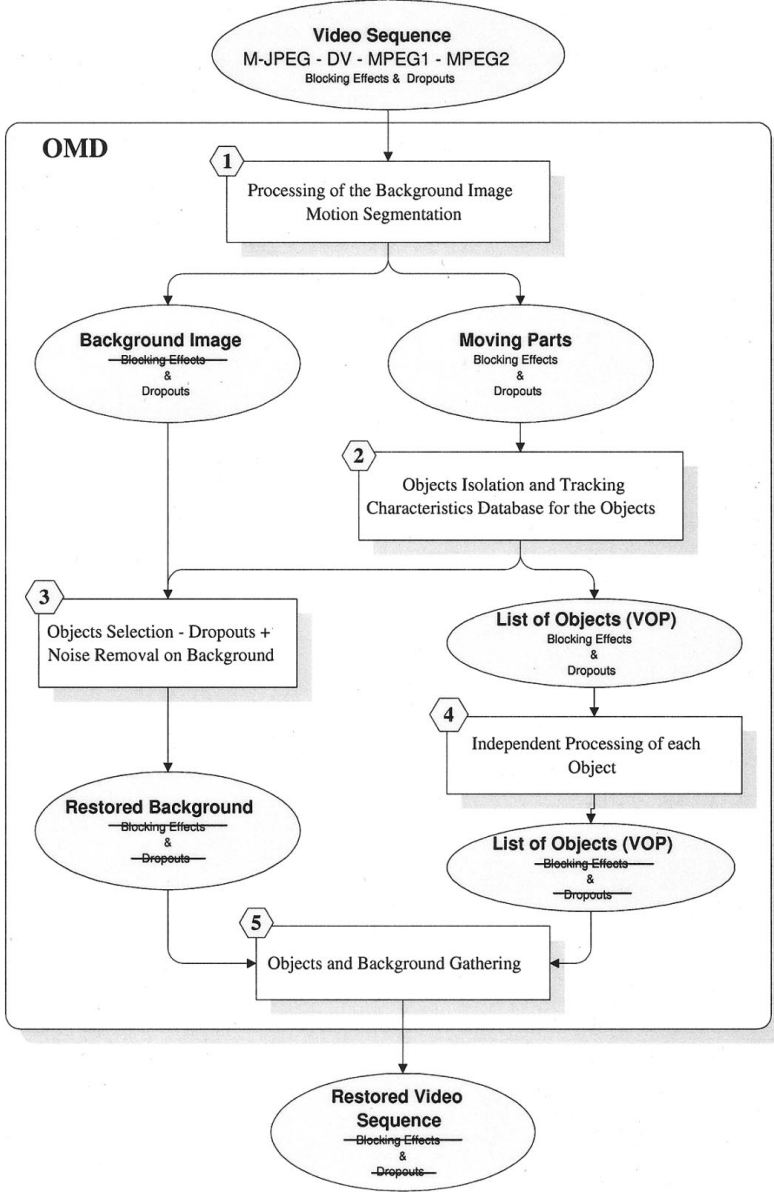 Video Sequence
M-JPEG - DV - MPEG1 - MPEG2
Blocking Effects & Dropouts
OMD
1
Processing of the Background Image
Motion Segmentation
Background Image
Blocking Effects
&
Dropouts
Moving Parts
Blocking Effects
&
Dropouts
2
Objects Isolation and Tracking
Characteristics Database for the Objects
3
Objects Selection - Dropouts +
Noise Removal on Background
List of Objects (VOP)
Blocking Effects
&
Dropouts
4
Independent Processing of each
Object
Restored Background
Blocking Effects
&
Dropouts
List of Objects (VOP)
Blocking Effects
&
Dropouts
5
Objects and Background Gathering
Restored Video
Sequence
Blocking Effects
&
Dropouts